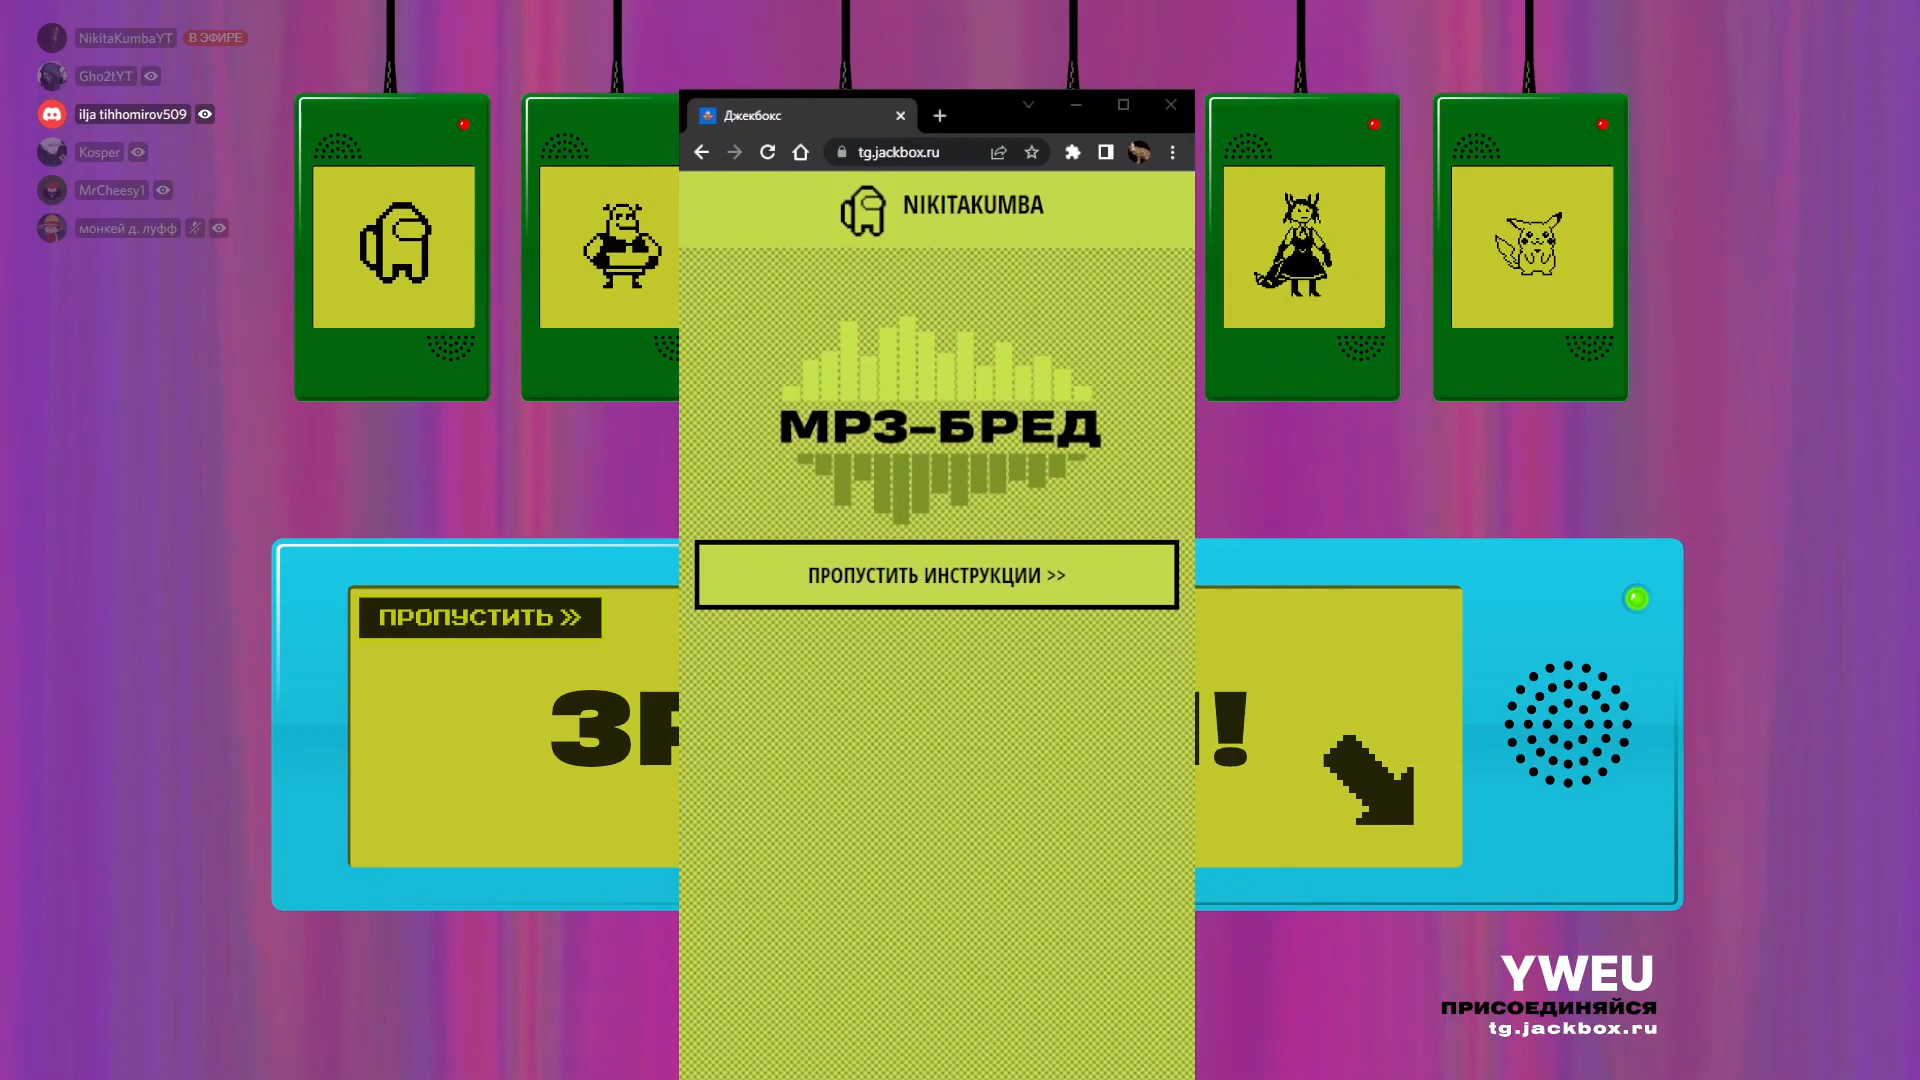 NikitaKumbaYT В ЭФИРЕ
Gho2tYT
ilja tihhomirov509
Kosper
MrCheesy1
монкей д. луфф
Джекбокс
tg.jackbox.ru
NIKITAKUMBA
МРЗ-БРЕД
ПРОПУСТИТЬ ИНСТРУКЦИИ >>
ПРОПУСТИТЬ »
YWEU
ПРИСОЕДИНЯЙСЯ
tg.jackbox.ru